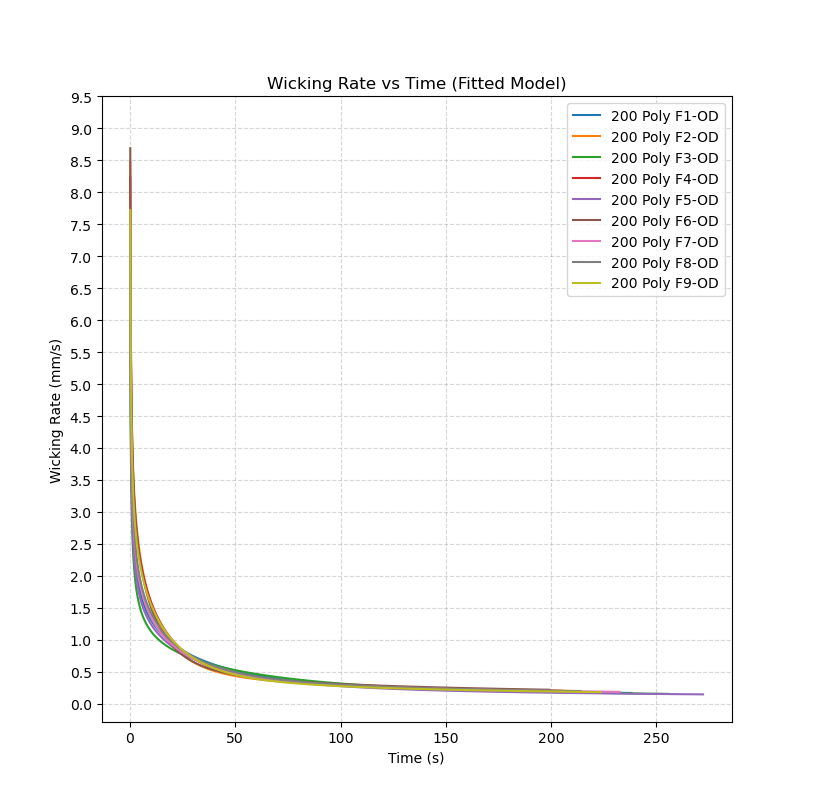 Wicking Rate vs Time (Fitted Model)
9.5
9.0
8.5
8.0
7.5
7.0
6.5
6.0
5.5
5.0
4.5
4.0
3.5
3.0
2.5
2.0
1.5
1.0
0.5
0.0
Wicking Rate (mm/s)
200 Poly F1-OD
200 Poly F2-OD
200 Poly F3-OD
200 Poly F4-OD
200 Poly F5-OD
200 Poly F6-OD
200 Poly F7-OD
200 Poly F8-OD
200 Poly F9-OD
0 50 100 150 200 250
Time (s)